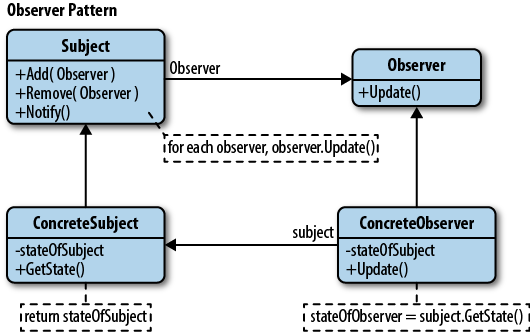 Observer Pattern
Subject
+Add( Observer )
+Remove( Observer )
+Notify()
Observer
Observer
+Update()
for each observer, observer.Update()
ConcreteSubject
-stateOfSubject
+GetState()
subject
ConcreteObserver
-stateOfSubject
+Update()
return stateOfSubject
stateOfObserver = subject.GetState()